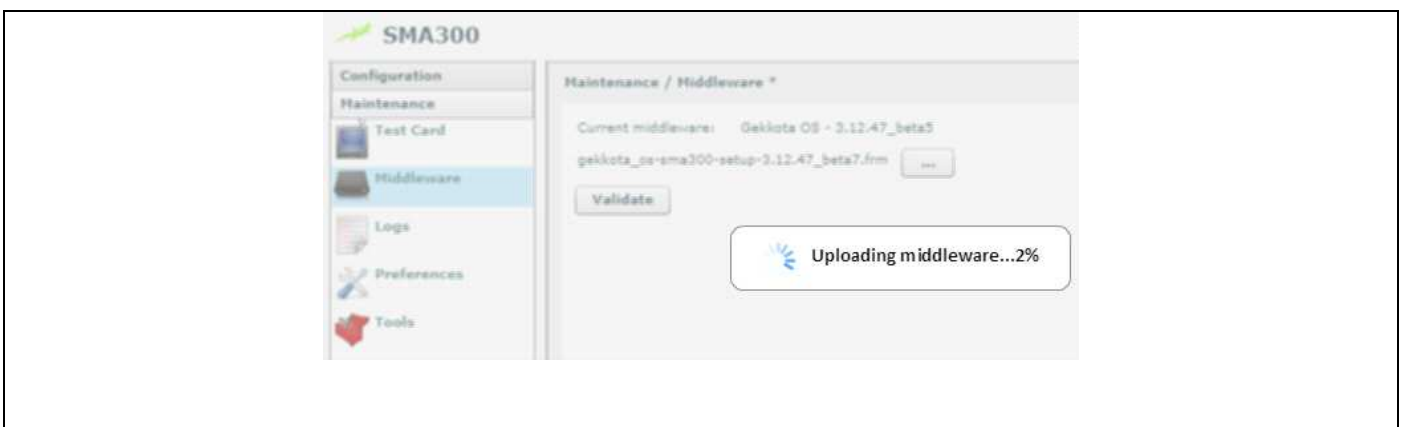 SMA300
Configuration
Maintenance
Test Card
Middleware
Logs
Preferences
Tools
Maintenance / Middleware *
Current middleware: Gekkota OS - 3.12.47_beta5
gekkota_os-sma300-setup-3.12.47_beta7.frm ...
Validate
Uploading middleware...2%